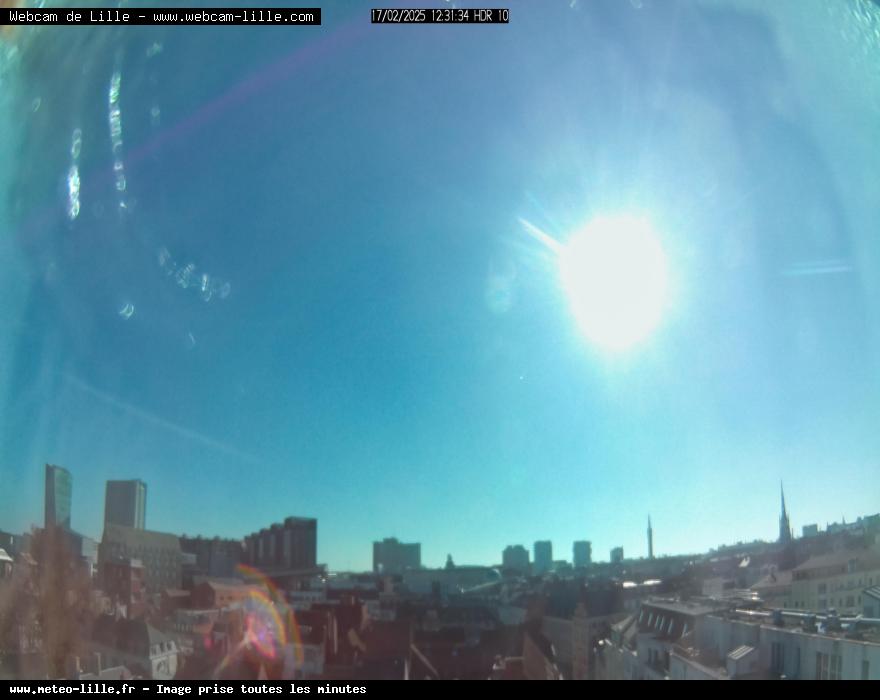 Webcam de Lille - www.webcam-lille.com
17/02/2025 12:31:34 HDR 10
www.meteo-lille.fr - Image prise toutes les minutes